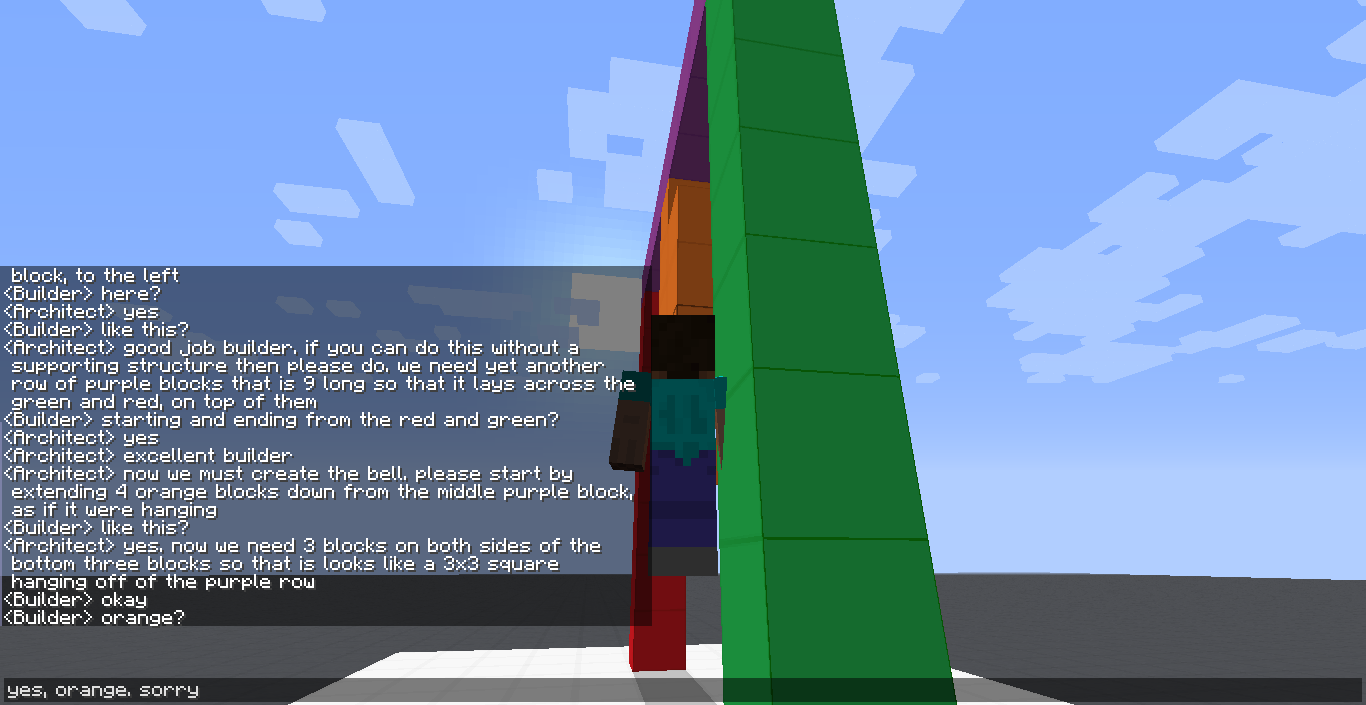 block, to the left
<Builder> here?
<Architect> yes
<Builder> like this?
<Architect> good job builder. if you can do this without a
supporting structure then please do. we need yet another
row of purple blocks that is 9 long so that it lays across the
green and red, on top of them
<Builder> starting and ending from the red and green?
<Architect> yes
<Architect> excellent builder
<Architect> now we must create the bell. please start by
extending 4 orange blocks down from the middle purple block,
as if it were hanging
<Builder> like this?
<Architect> yes. now we need 3 blocks on both sides of the
bottom three blocks so that is looks like a 3x3 square
hanging off of the purple row
<Builder> okay
<Builder> orange?
yes, orange. sorry